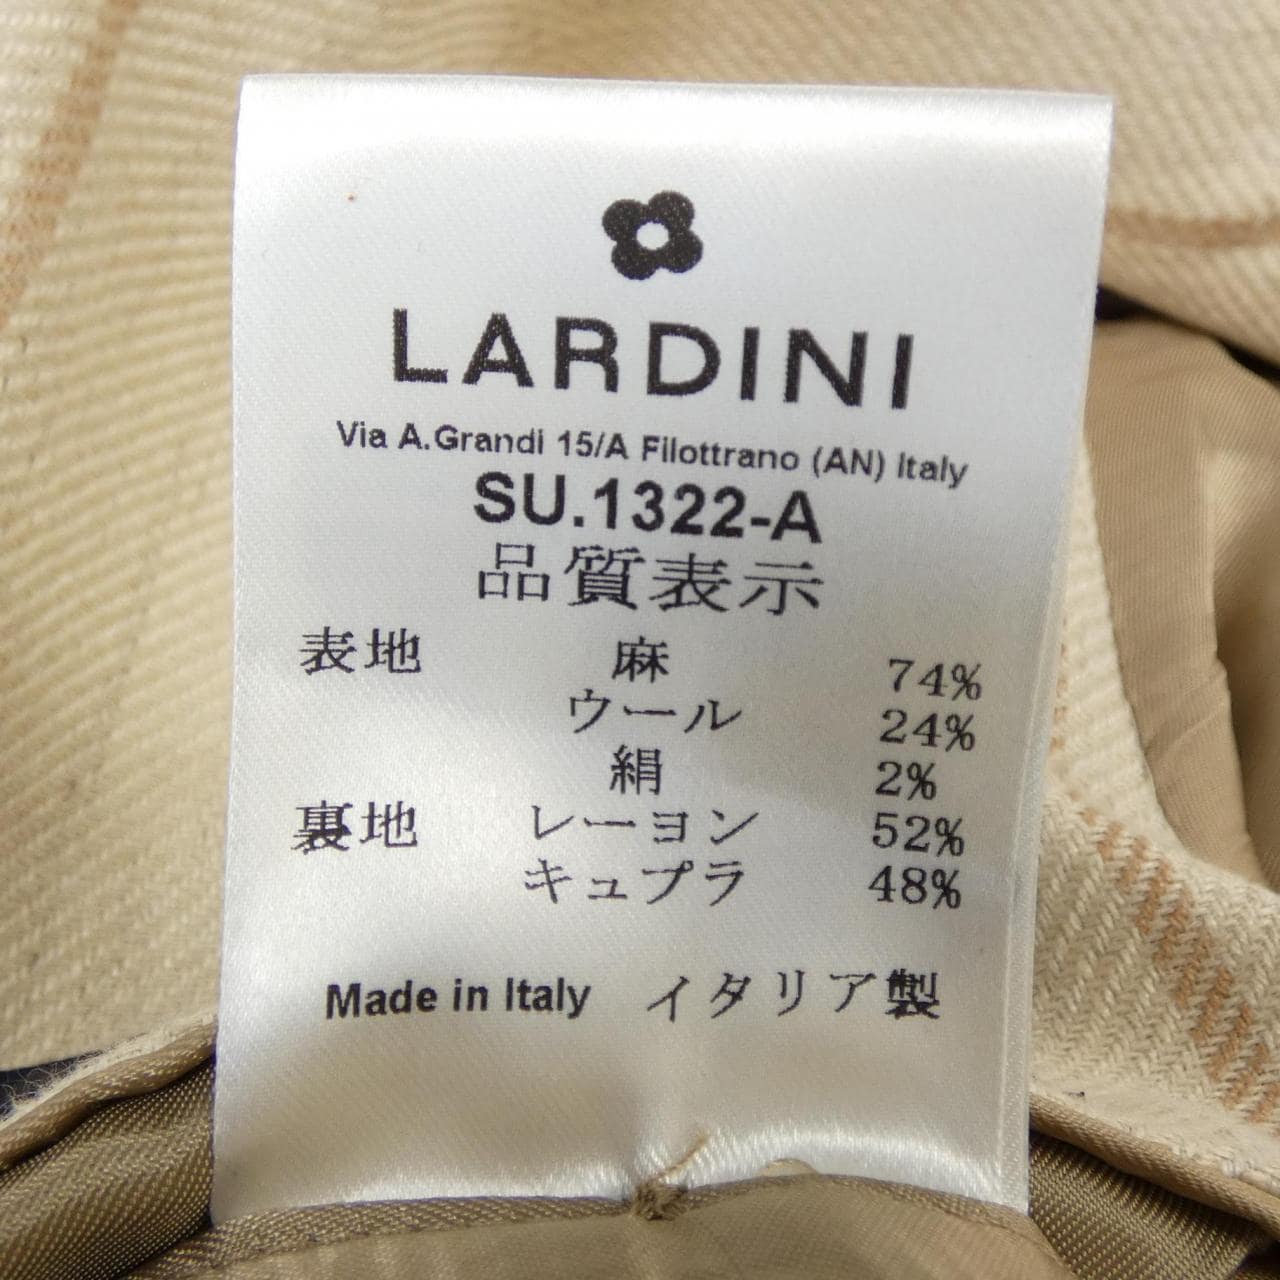 LARDINI
Via A.Grandi 15/A Filottrano (AN) Italy
SU.1322-A
品質表示
表地 麻 74%
ウール 24%
絹 2%
裏地 レーヨン 52%
キュプラ 48%
Made in Italy イタリア製